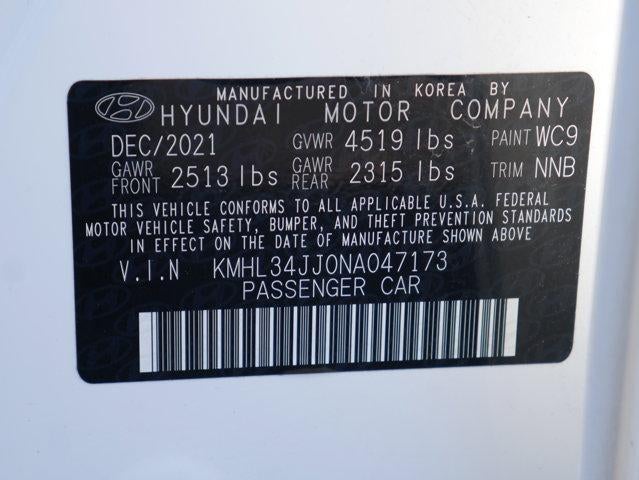 MANUFACTURED IN KOREA BY
HYUNDAI MOTOR COMPANY
DEC/2021 GVWR 4519 lbs PAINT WC9
GAWR FRONT 2513 lbs GAWR REAR 2315 lbs TRIM NNB
THIS VEHICLE CONFORMS TO ALL APPLICABLE U.S.A. FEDERAL
MOTOR VEHICLE SAFETY, BUMPER, AND THEFT PREVENTION STANDARDS
IN EFFECT ON THE DATE OF MANUFACTURE SHOWN ABOVE
V.I.N KMHL34JJ0NA047173
PASSENGER CAR